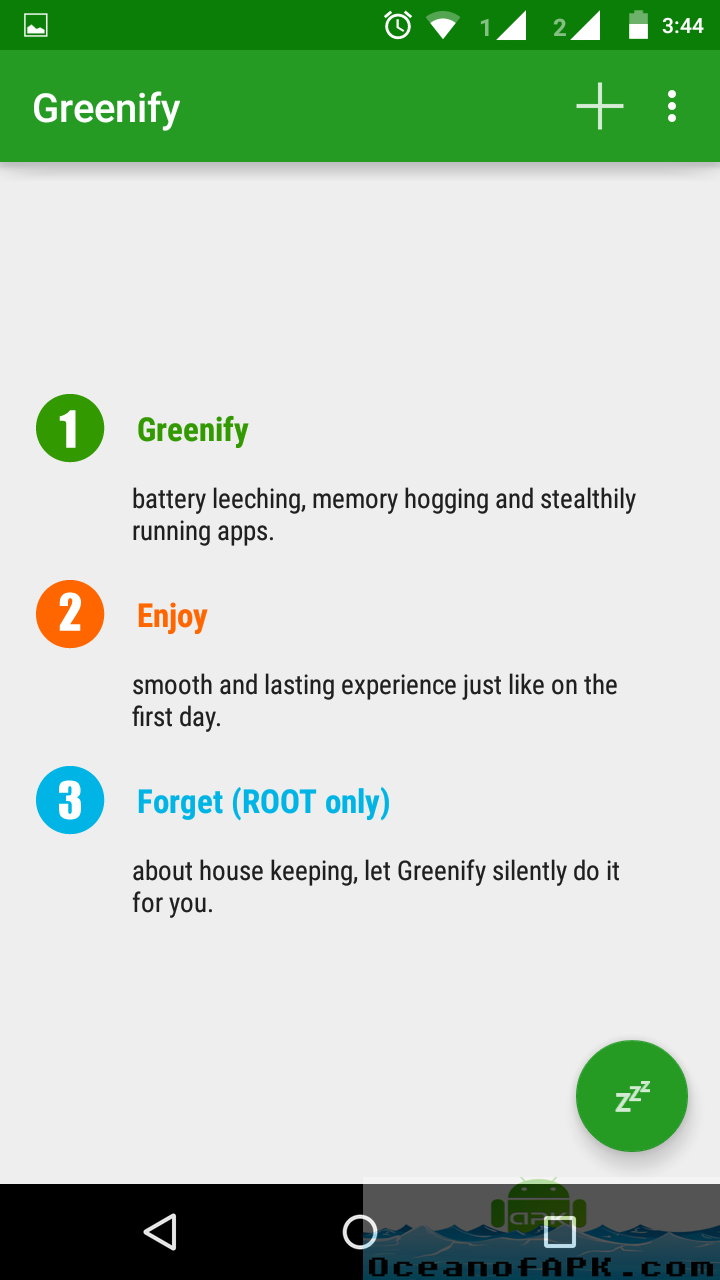 1 2 3:44
Greenify
1 Greenify
battery leeching, memory hogging and stealthily
running apps.
2 Enjoy
smooth and lasting experience just like on the
first day.
3 Forget (ROOT only)
about house keeping, let Greenify silently do it
for you.
zzz
apk
OceanofAPK.com